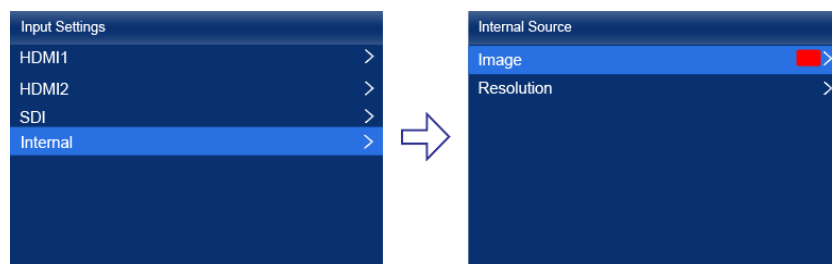 Input Settings
HDMI1
HDMI2
SDI
Internal
Internal Source
Image
Resolution